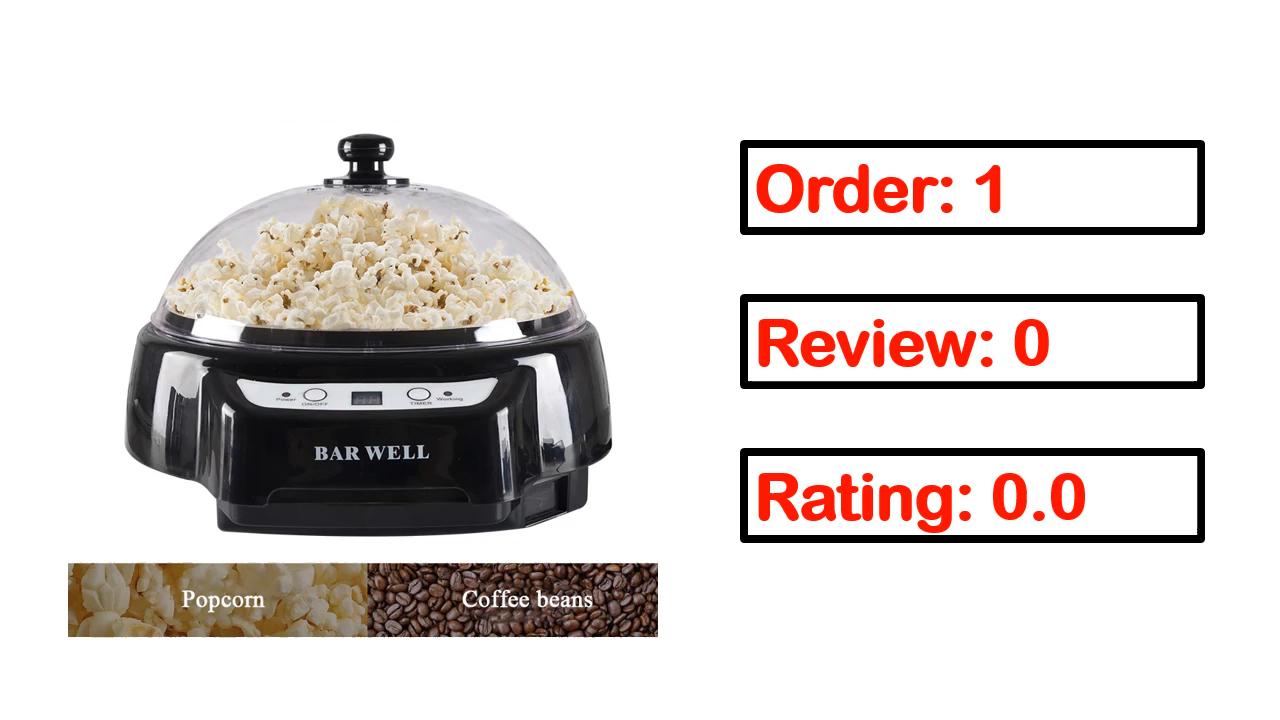 Order: 1
Review: 0
Rating: 0.0
Power
ON/OFF
TIMER
Working
BAR WELL
Popcorn
Coffee beans